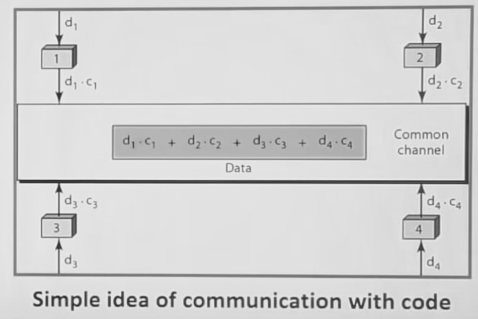 d₁
d₂
1
2
d₁ · c₁
d₂ · c₂
d₁ · c₁ + d₂ · c₂ + d₃ · c₃ + d₄ · c₄
Common
channel
Data
d₃ · c₃
d₄ · c₄
3
4
d₃
d₄
Simple idea of communication with code